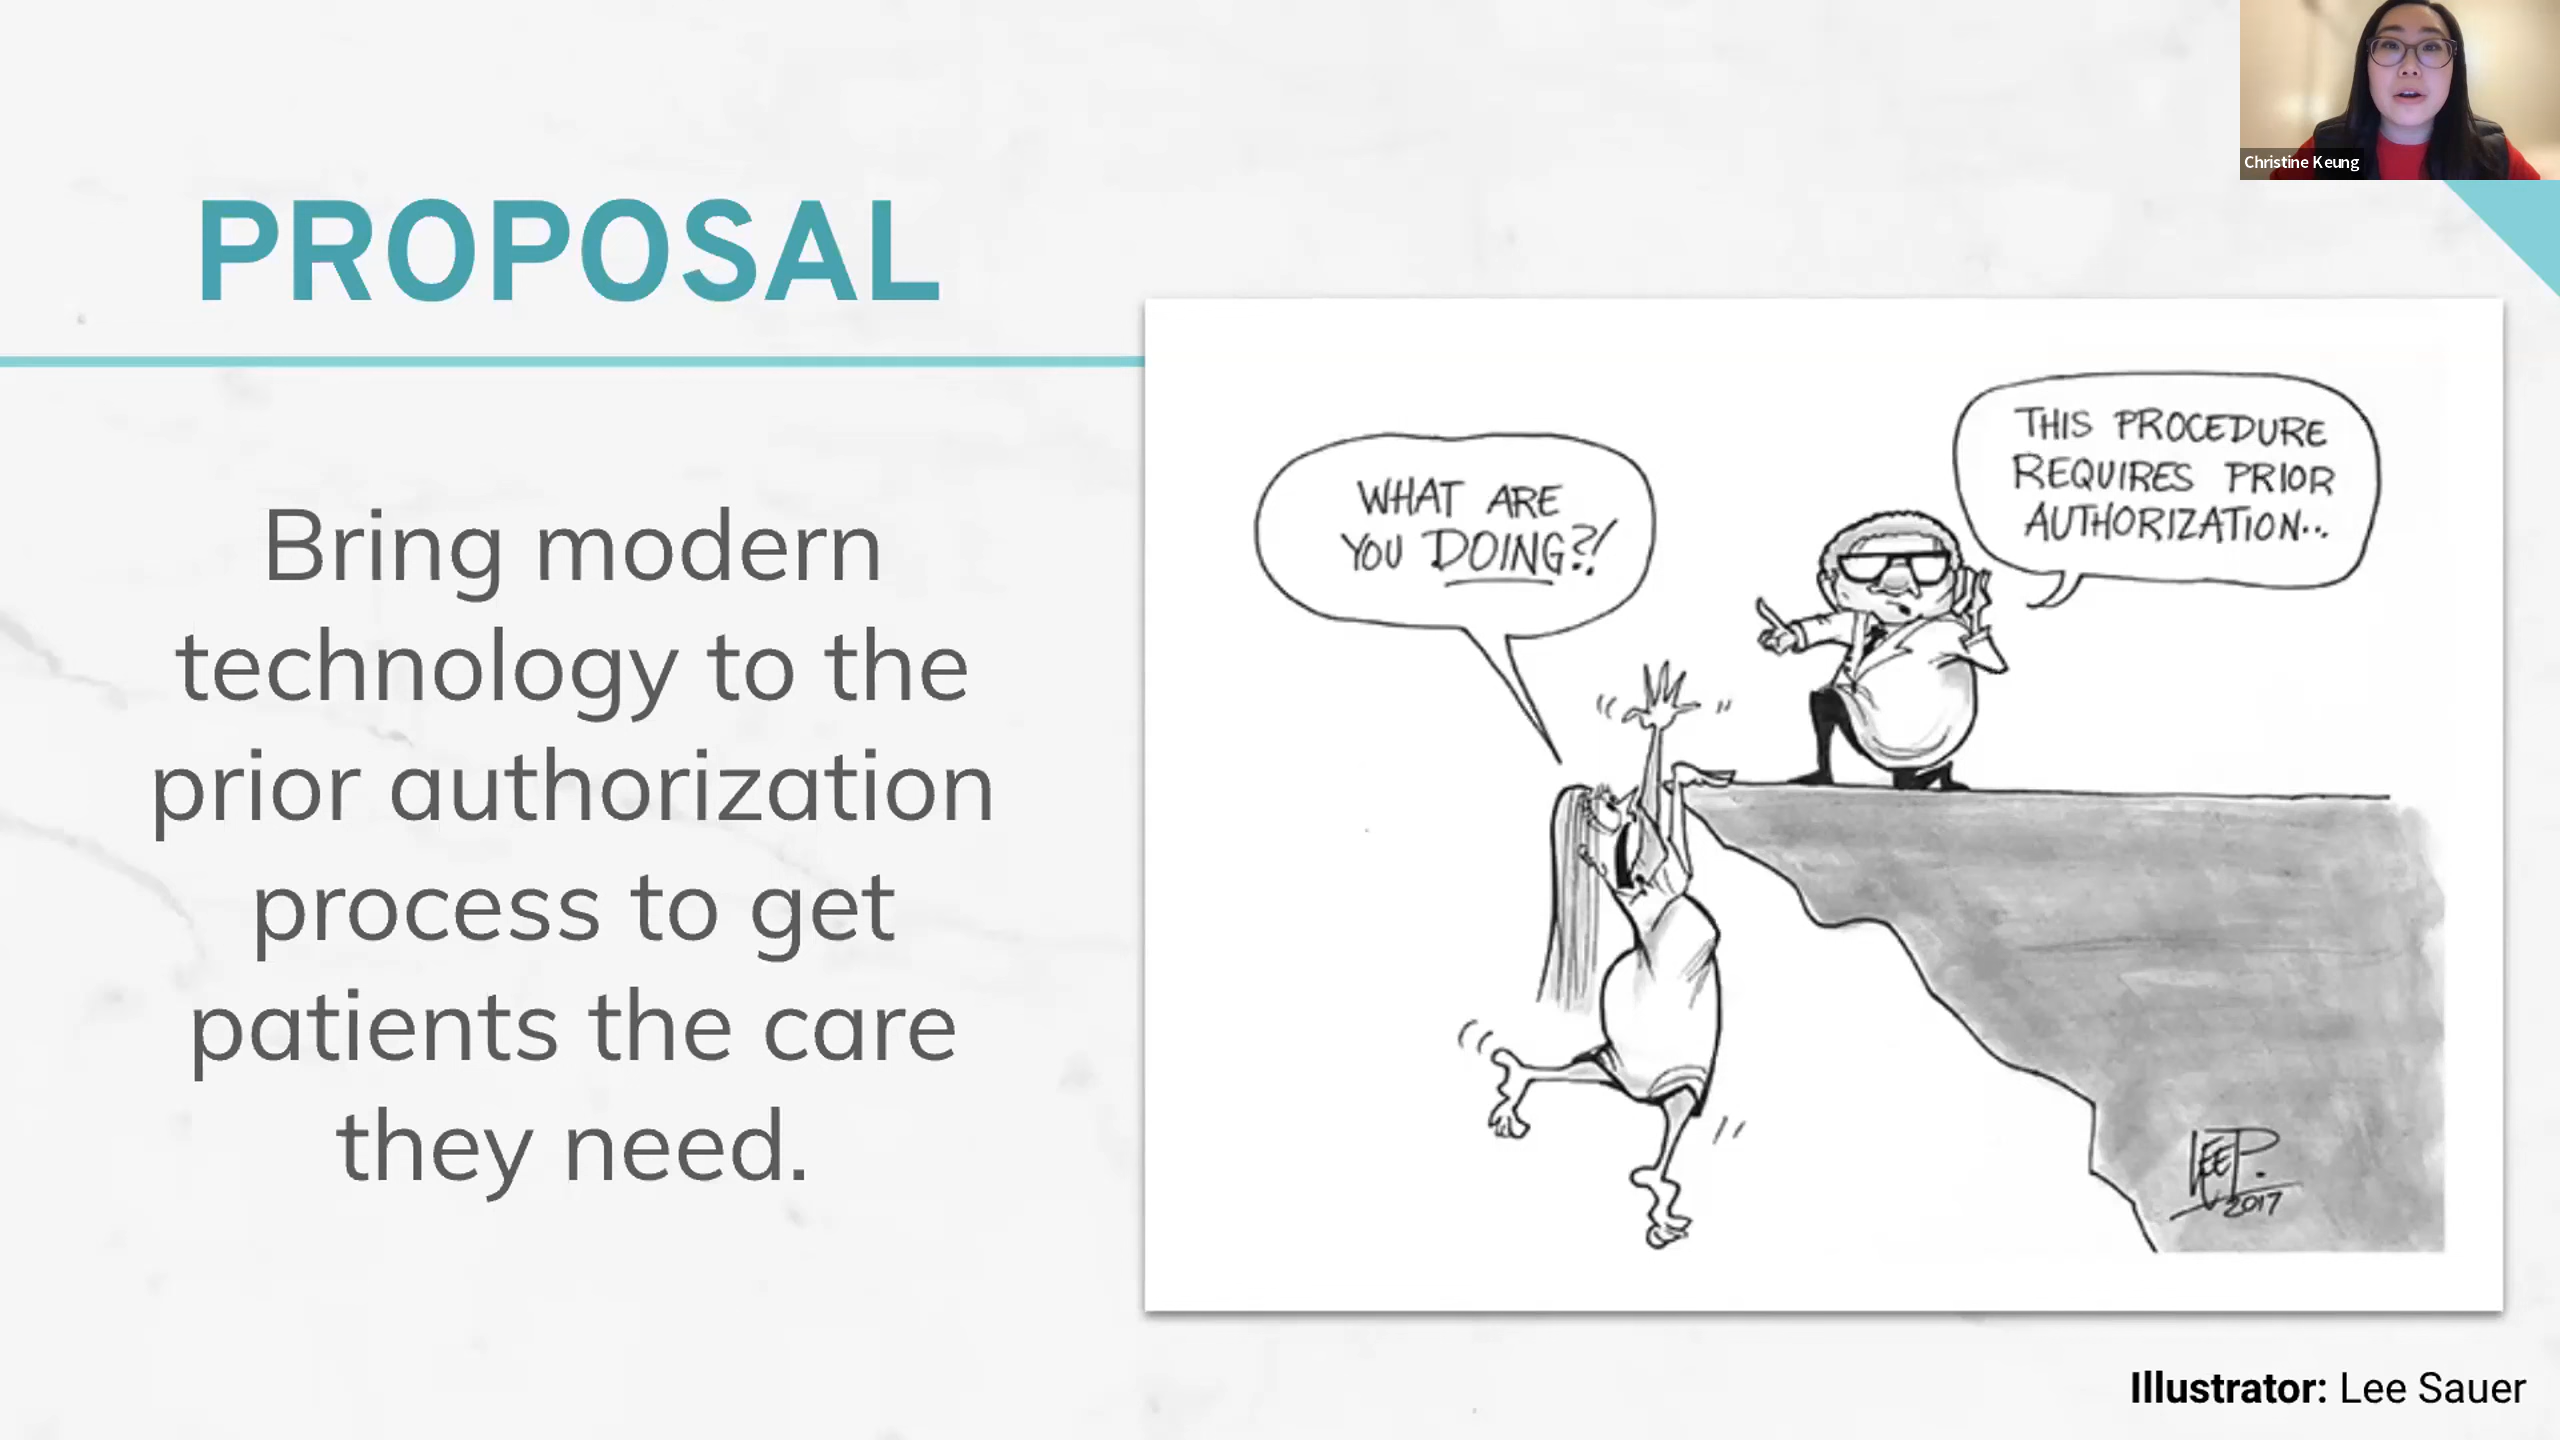 Christine Keung
PROPOSAL
Bring modern
technology to the
prior authorization
process to get
patients the care
they need.
WHAT ARE
YOU DOING?!
THIS PROCEDURE
REQUIRES PRIOR
AUTHORIZATION...
LEEP.
2017
Illustrator: Lee Sauer